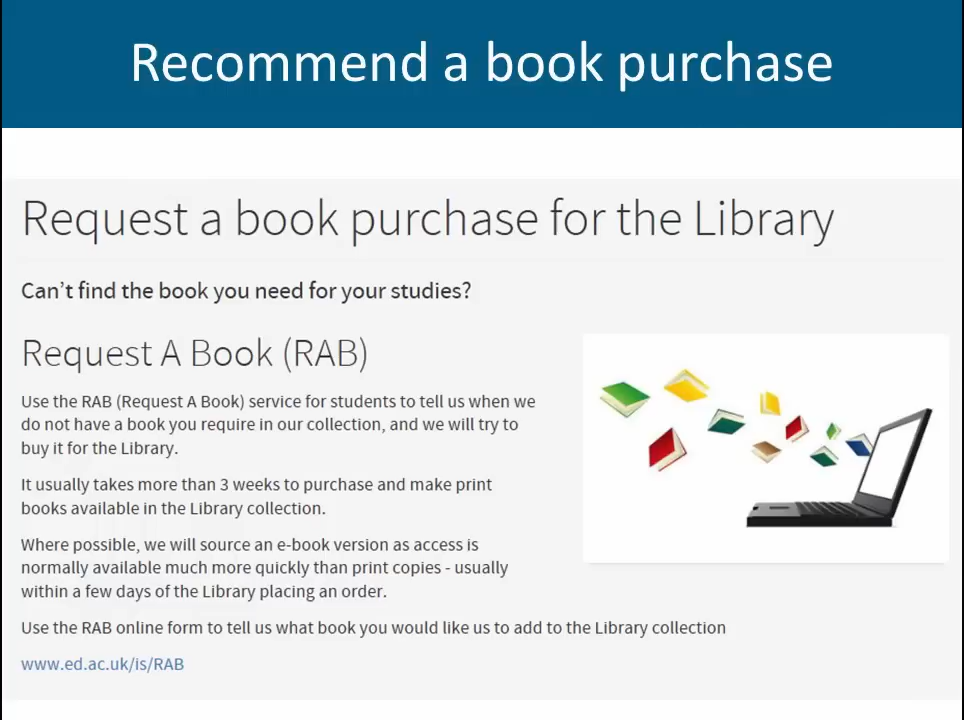 Recommend a book purchase
Request a book purchase for the Library
Can't find the book you need for your studies?
Request A Book (RAB)
Use the RAB (Request A Book) service for students to tell us when we
do not have a book you require in our collection, and we will try to
buy it for the Library.
It usually takes more than 3 weeks to purchase and make print
books available in the Library collection.
Where possible, we will source an e-book version as access is
normally available much more quickly than print copies - usually
within a few days of the Library placing an order.
Use the RAB online form to tell us what book you would like us to add to the Library collection
www.ed.ac.uk/is/RAB